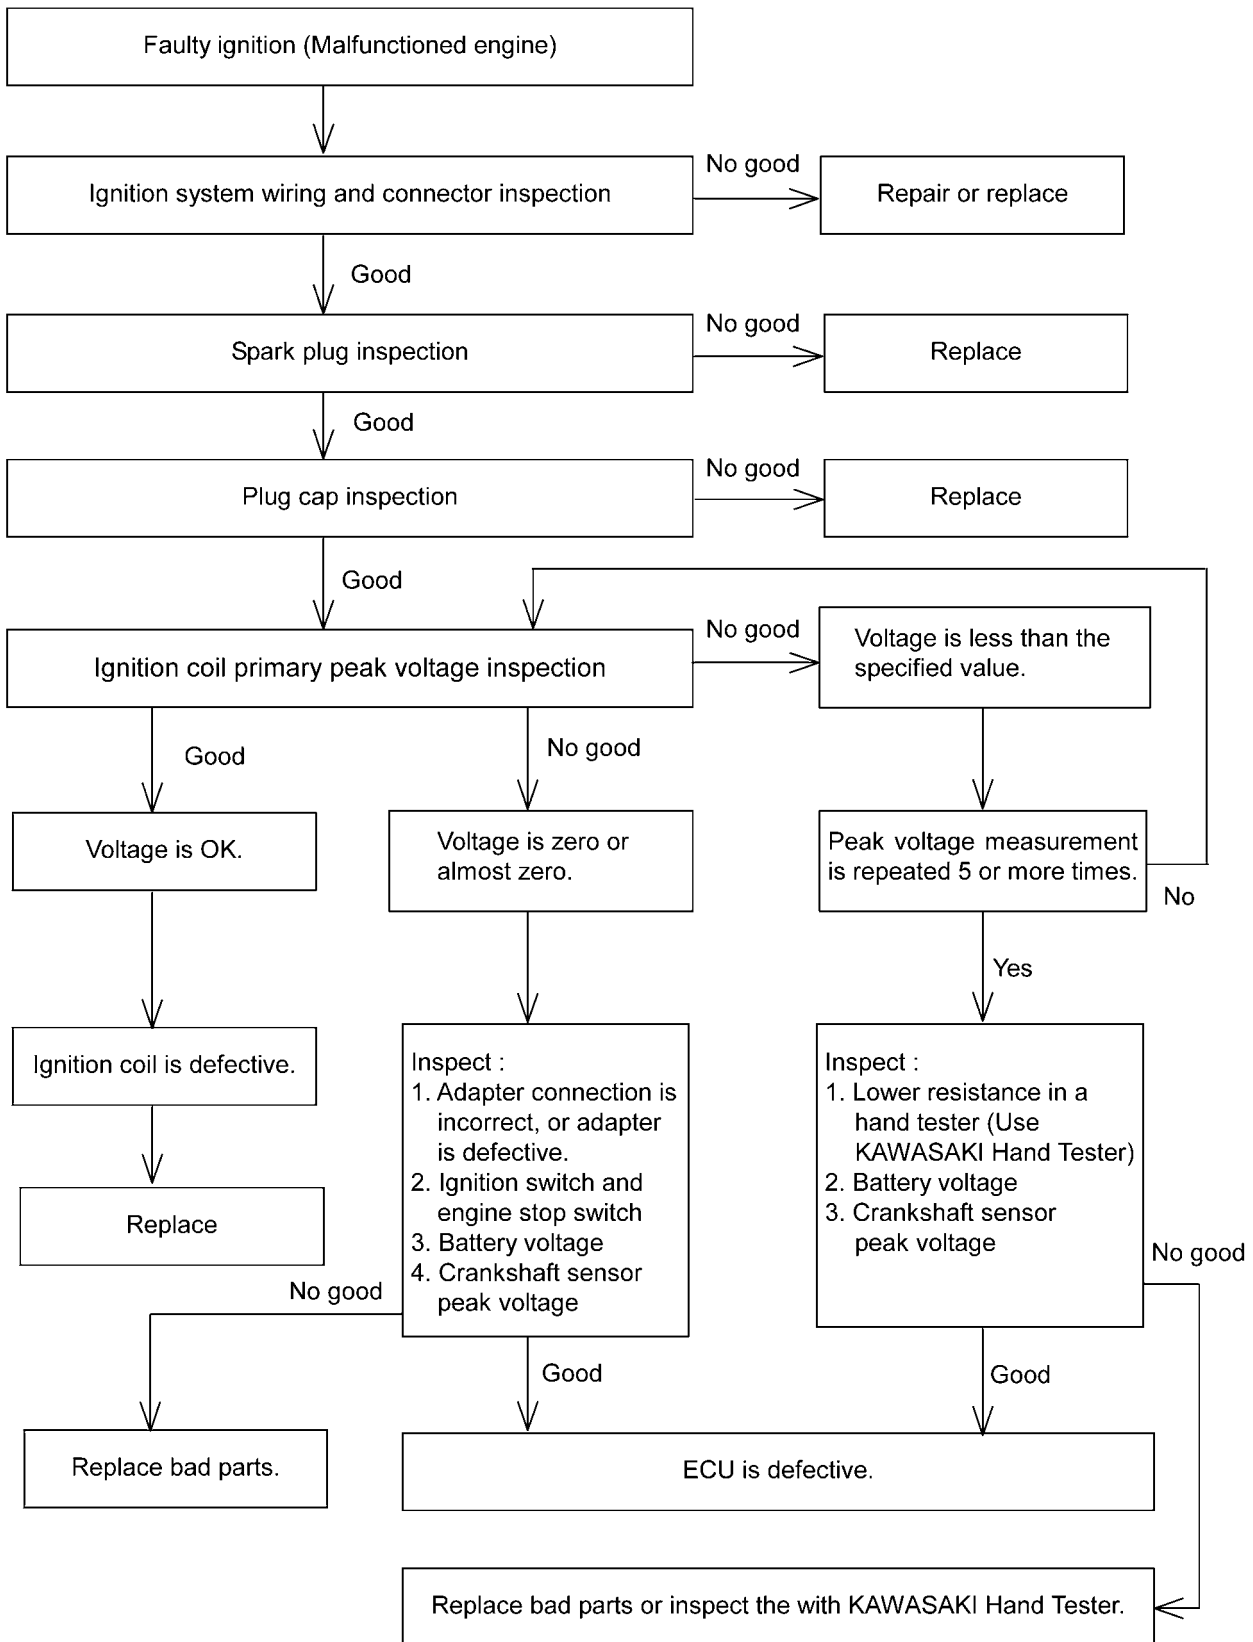 Faulty ignition (Malfunctioned engine)
Ignition system wiring and connector inspection
No good
Repair or replace
Good
Spark plug inspection
No good
Replace
Good
Plug cap inspection
No good
Replace
Good
Ignition coil primary peak voltage inspection
No good
Voltage is less than the
specified value.
Good
No good
Voltage is OK.
Voltage is zero or
almost zero.
Peak voltage measurement
is repeated 5 or more times.
No
Yes
Ignition coil is defective.
Replace
Inspect :
1. Adapter connection is
incorrect, or adapter
is defective.
2. Ignition switch and
engine stop switch
3. Battery voltage
4. Crankshaft sensor
peak voltage
Inspect :
1. Lower resistance in a
hand tester (Use
KAWASAKI Hand Tester)
2. Battery voltage
3. Crankshaft sensor
peak voltage
No good
No good
Good
Good
Replace bad parts.
ECU is defective.
Replace bad parts or inspect the with KAWASAKI Hand Tester.